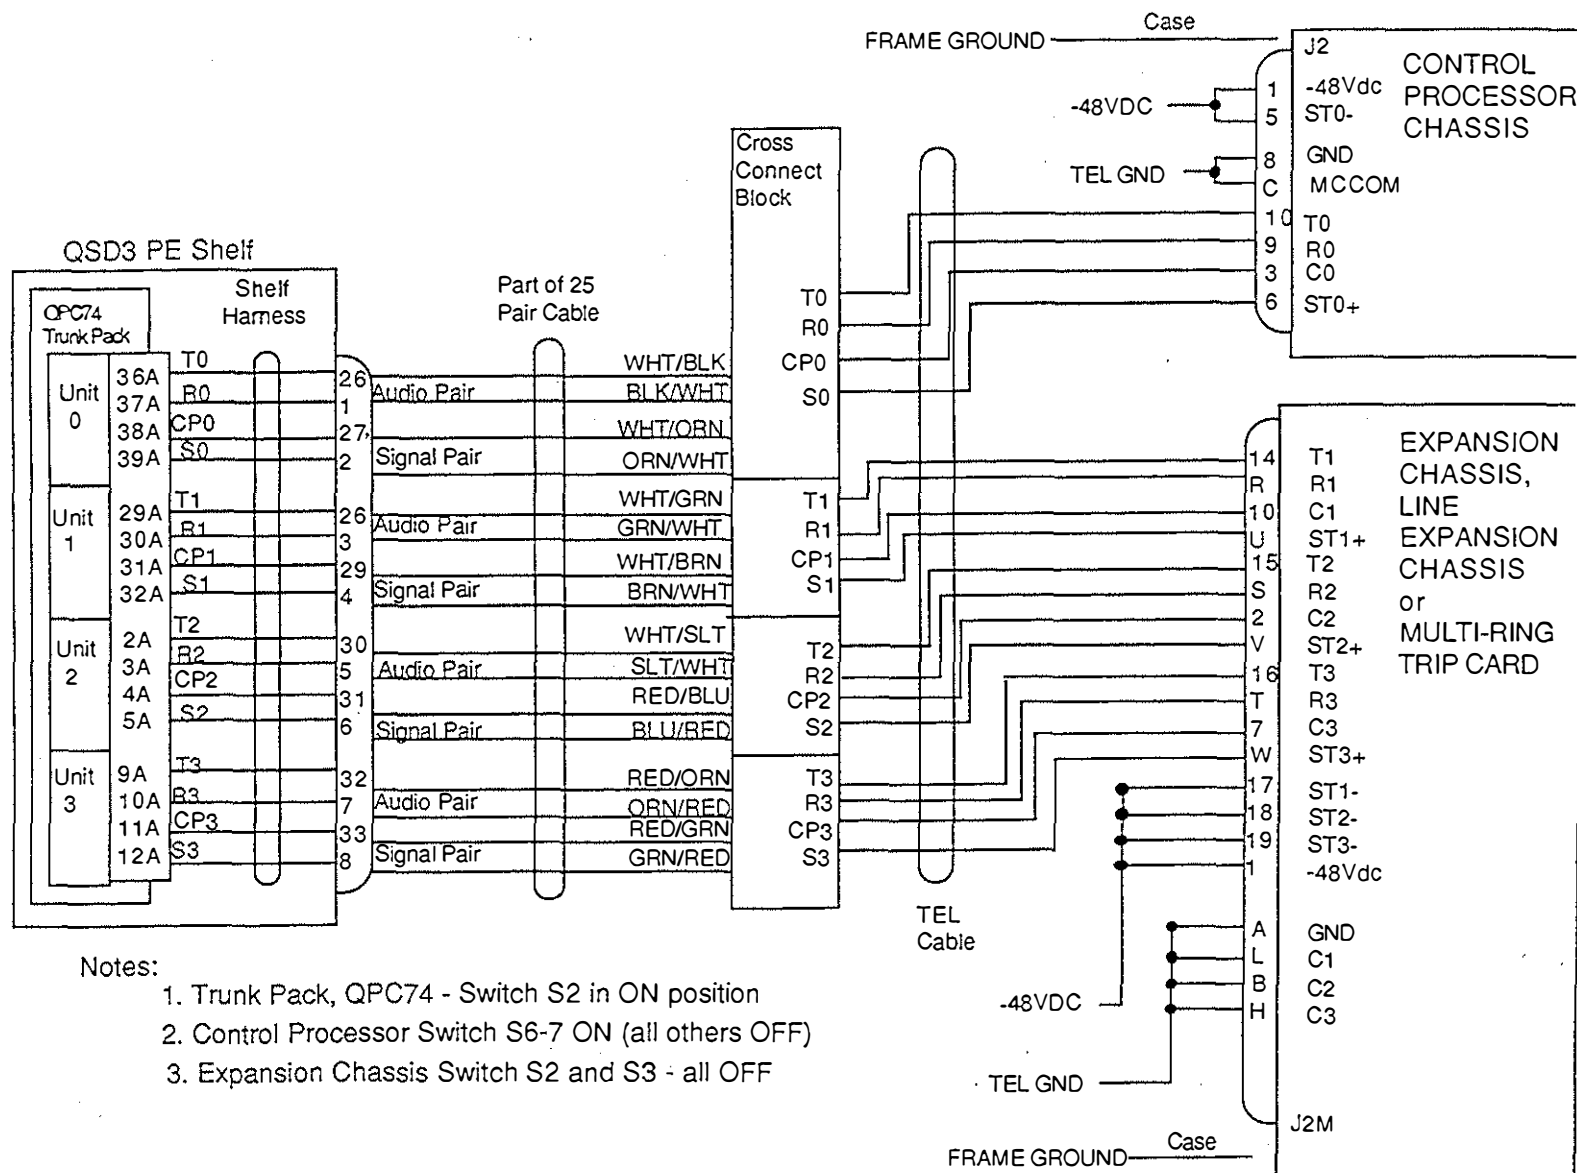 Case
FRAME GROUND
J2
CONTROL
PROCESSOR
CHASSIS
-48VDC
1 -48Vdc
5 ST0-
TEL GND
8 GND
C MCCOM
10 T0
9 R0
3 C0
6 ST0+
Cross
Connect
Block
T0
R0
CP0
S0
QSD3 PE Shelf
QPC74
Trunk Pack
Shelf
Harness
Part of 25
Pair Cable
Unit
0
36A T0 26 WHT/BLK
37A R0 1 Audio Pair BLK/WHT
38A CP0 27 WHT/ORN
39A S0 2 Signal Pair ORN/WHT
Unit
1
29A T1 26 WHT/GRN
30A R1 3 Audio Pair GRN/WHT
31A CP1 29 WHT/BRN
32A S1 4 Signal Pair BRN/WHT
Unit
2
2A T2 30 WHT/SLT
3A R2 5 Audio Pair SLT/WHT
4A CP2 31 RED/BLU
5A S2 6 Signal Pair BLU/RED
Unit
3
9A T3 32 RED/ORN
10A R3 7 Audio Pair ORN/RED
11A CP3 33 RED/GRN
12A S3 8 Signal Pair GRN/RED
T1
R1
CP1
S1
T2
R2
CP2
S2
T3
R3
CP3
S3
TEL
Cable
EXPANSION
CHASSIS,
LINE
EXPANSION
CHASSIS
or
MULTI-RING
TRIP CARD
14 T1
R R1
10 C1
U ST1+
15 T2
S R2
2 C2
V ST2+
16 T3
T R3
7 C3
W ST3+
17 ST1-
18 ST2-
19 ST3-
1 -48Vdc
A GND
L C1
B C2
H C3
-48VDC
TEL GND
J2M
FRAME GROUND
Case
Notes:
1. Trunk Pack, QPC74 - Switch S2 in ON position
2. Control Processor Switch S6-7 ON (all others OFF)
3. Expansion Chassis Switch S2 and S3 - all OFF